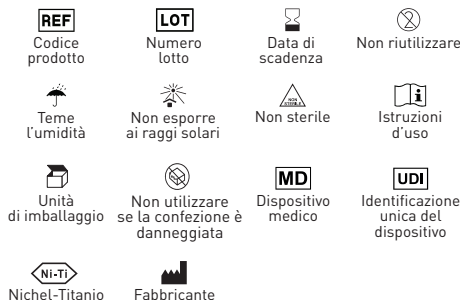 REF
Codice
prodotto
LOT
Numero
lotto
Data di
scadenza
2
Non riutilizzare
Teme
l'umidità
Non esporre
ai raggi solari
NON
STERILE
Non sterile
i
Istruzioni
d'uso
Unità
di imballaggio
Non utilizzare
se la confezione è
danneggiata
MD
Dispositivo
medico
UDI
Identificazione
unica del
dispositivo
Ni-Ti
Nichel-Titanio
Fabbricante